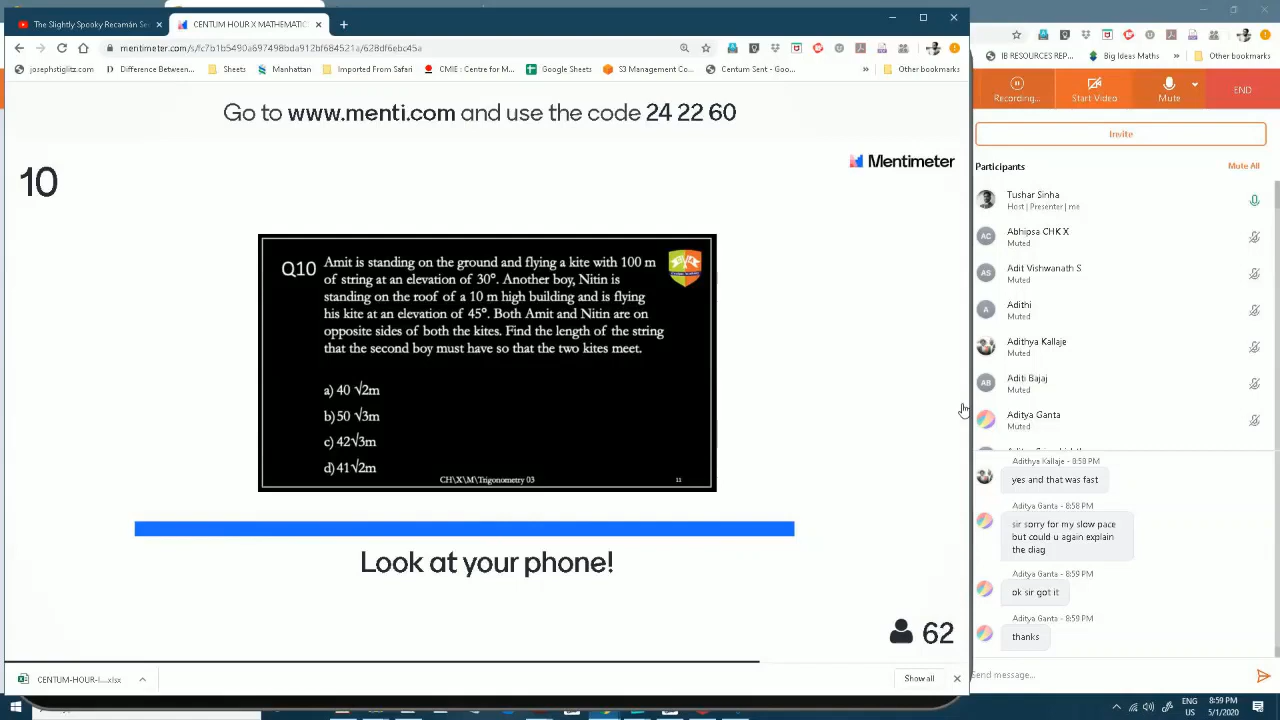 The Slightly Spooky Recamán Se
CENTUM HOUR X MATHEMATIC
mentimeter.com/s/fc7b1b5490a697498bda912bf684521a/628df6ebc45a
josephstiglitz.com
Difference Between...
Sheets
Manhattan
Imported From Safari
CMIE : Centre for M...
Google Sheets
S3 Management Co...
Centum Sent - Goo...
»
Other bookmarks
IB RESOURCES REP...
Big Ideas Maths
»
Other bookmarks
Go to www.menti.com and use the code 24 22 60
10
Mentimeter
Q10 Amit is standing on the ground and flying a kite with 100 m
of string at an elevation of 30°. Another boy, Nitin is
standing on the roof of a 10 m high building and is flying
his kite at an elevation of 45°. Both Amit and Nitin are on
opposite sides of both the kites. Find the length of the string
that the second boy must have so that the two kites meet.
a) 40 √2m
b) 50 √3m
c) 42√3m
d) 41√2m
CH\X\M\Trigonometry 03
11
Look at your phone!
62
CENTUM-HOUR-I....xlsx
Show all
Recording...
Start Video
Mute
END
Invite
Participants
Mute All
Tushar Sinha
Host | Presenter | me
AC
Abhipsa CHK X
Muted
AS
Adit Vishwanath S
Muted
A
Adithi
Muted
Adithya Kallaje
Muted
AB
Aditi Bajaj
Muted
Aditya Ganta
Muted
Adithya Kallaje - 8:58 PM
yes and that was fast
Aditya Ganta - 8:58 PM
sir sorry for my slow pace
but could u again explain
the diag
Aditya Ganta - 8:59 PM
ok sir got it
Aditya Ganta - 8:59 PM
thanks
Send message...
ENG
US
8:59 PM
5/1/2020